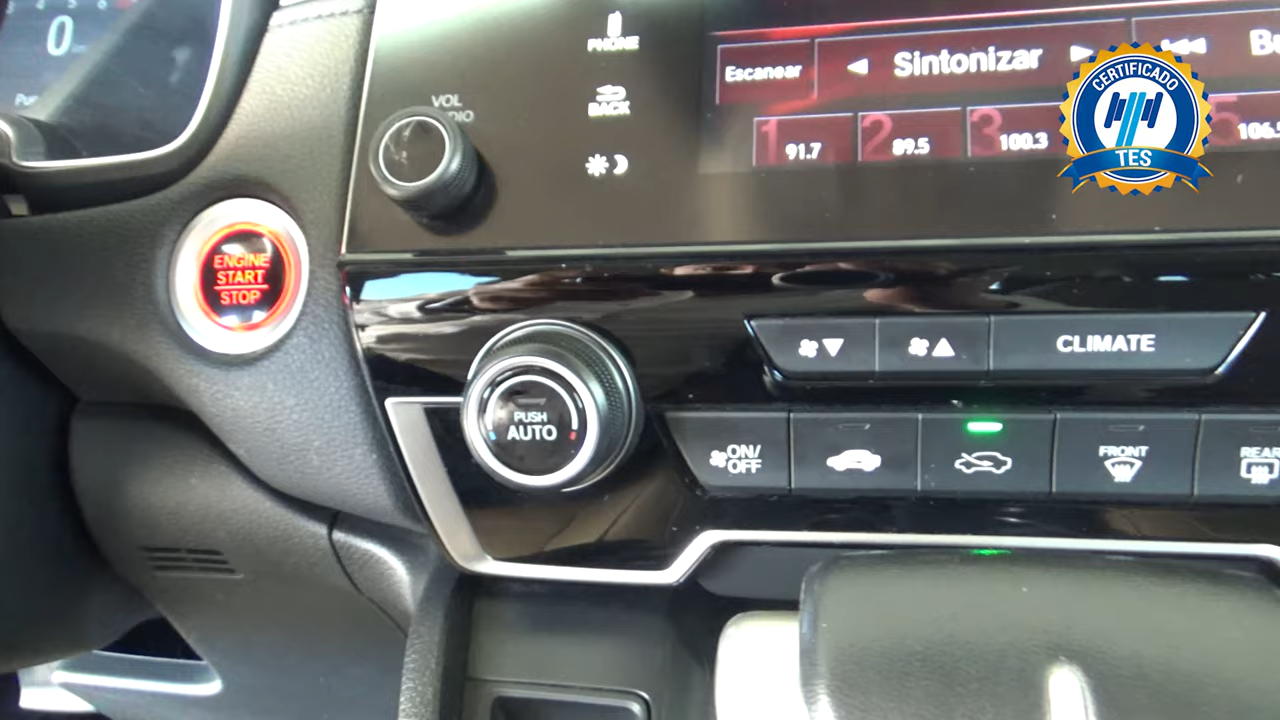 0
PHONE
BACK
VOL
Escanear
Sintonizar
1 91.7
2 89.5
3 100.3
5 106.
CERTIFICADO
TES
ENGINE
START
STOP
PUSH
AUTO
CLIMATE
ON/
OFF
FRONT
REAR